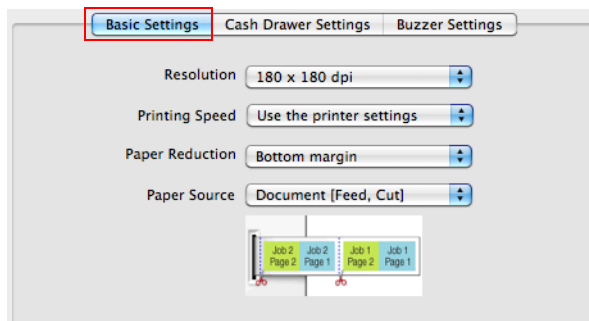 Basic Settings Cash Drawer Settings Buzzer Settings
Resolution 180 x 180 dpi
Printing Speed Use the printer settings
Paper Reduction Bottom margin
Paper Source Document [Feed, Cut]
Job 2 Job 2 Job 1 Job 1
Page 2 Page 1 Page 2 Page 1